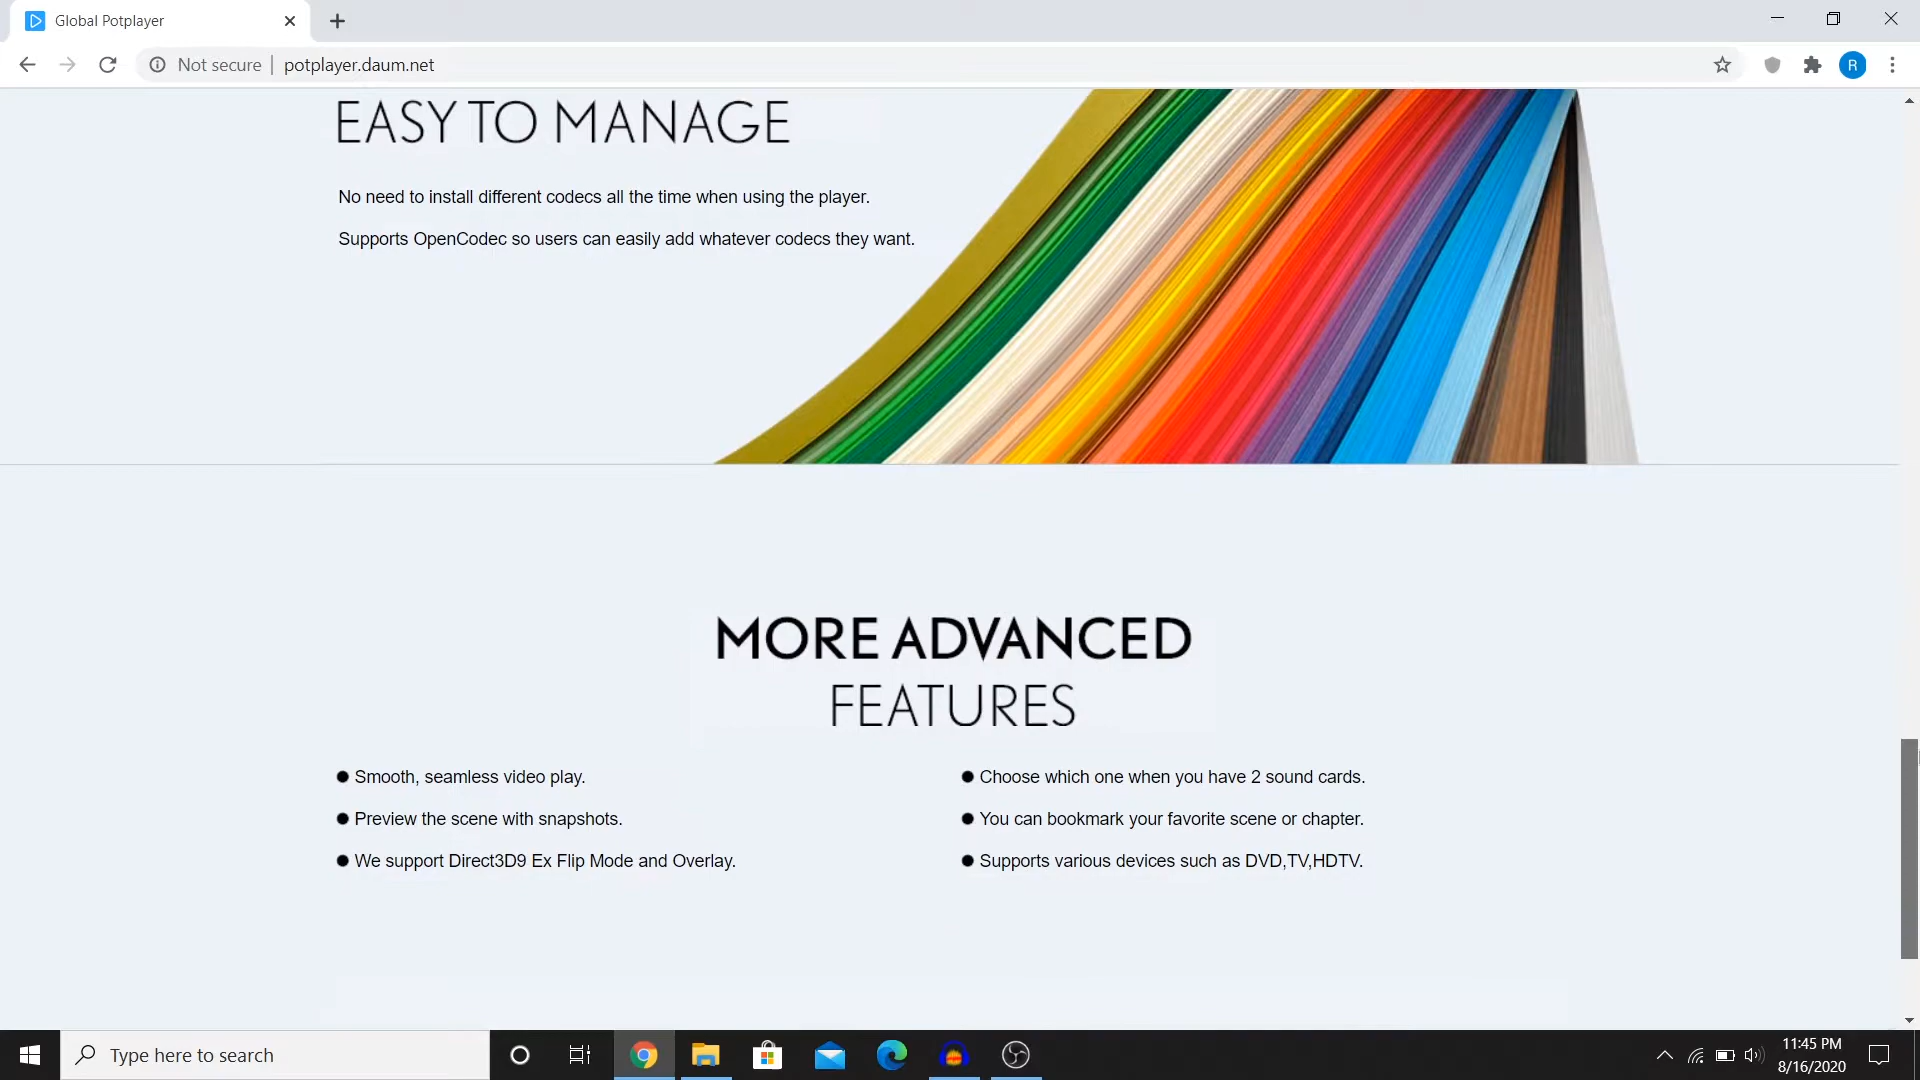 Global Potplayer
Not secure | potplayer.daum.net
R
EASY TO MANAGE
No need to install different codecs all the time when using the player.
Supports OpenCodec so users can easily add whatever codecs they want.
MORE ADVANCED
FEATURES
● Smooth, seamless video play.
● Preview the scene with snapshots.
● We support Direct3D9 Ex Flip Mode and Overlay.
● Choose which one when you have 2 sound cards.
● You can bookmark your favorite scene or chapter.
● Supports various devices such as DVD,TV,HDTV.
Type here to search
11:45 PM
8/16/2020